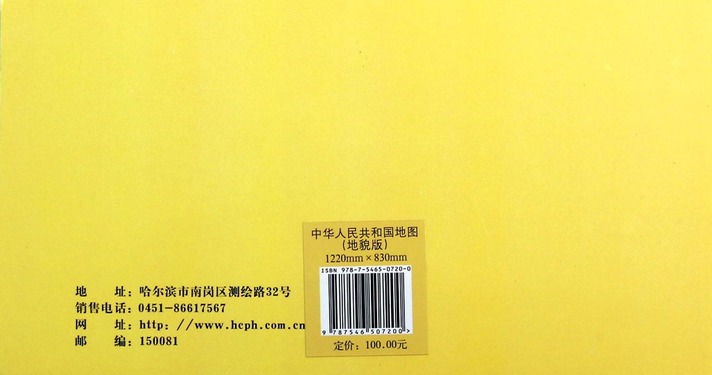 中华人民共和国地图
(地貌版)
1220mm×830mm
ISBN 978-7-5465-0720-0
9 787546 507200>
定价：100.00元
地　址：哈尔滨市南岗区测绘路32号
销售电话：0451-86617567
网　址：http：//www.hcph.com.cn
邮　编：150081